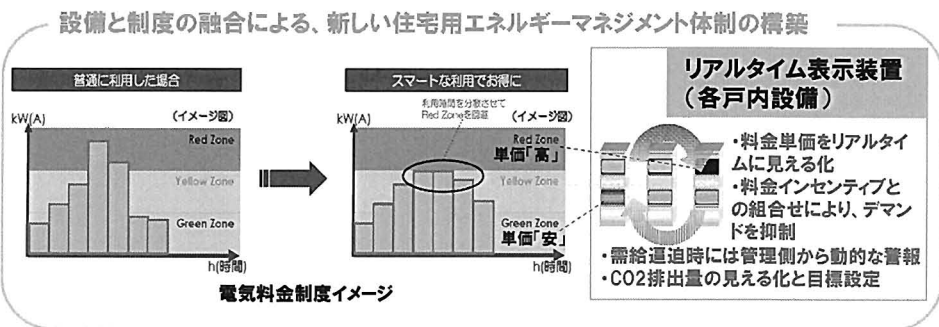 設備と制度の融合による、新しい住宅用エネルギーマネジメント体制の構築
普通に利用した場合
kW(A)
(イメージ図)
Red Zone
Yellow Zone
Green Zone
h(時間)
スマートな利用でお得に
利用時間を分散させて
Red Zoneを回避
kW(A)
(イメージ図)
Red Zone
単価「高」
Yellow Zone
Green Zone
単価「安」
h(時間)
電気料金制度イメージ
リアルタイム表示装置
(各戸内設備)
・料金単価をリアルタイ
ムに見える化
・料金インセンティブと
の組合せにより、デマン
ドを抑制
・需給逼迫時には管理側から動的な警報
・CO2排出量の見える化と目標設定